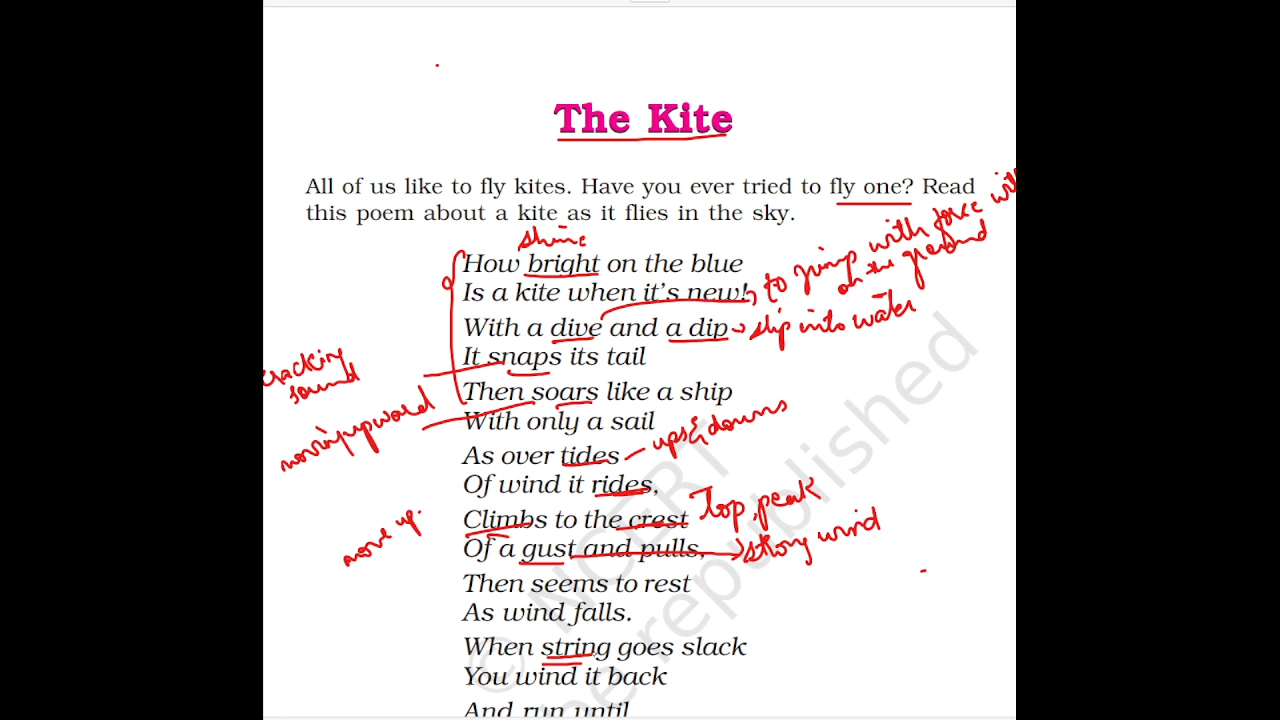 The Kite
All of us like to fly kites. Have you ever tried to fly one? Read
this poem about a kite as it flies in the sky.
shine
How bright on the blue
Is a kite when it's new!
to jump with force with
on the ground
With a dive and a dip
slip into water
It snaps its tail
cracking
sound
Then soars like a ship
moving upward
With only a sail
As over tides
ups & downs
Of wind it rides,
Climbs to the crest
Top, peak
move up.
Of a gust and pulls,
strong wind
Then seems to rest
As wind falls.
When string goes slack
You wind it back
And run until
© NCERT
be republished